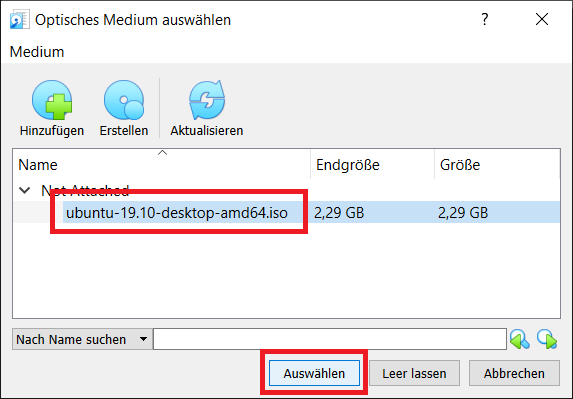 Optisches Medium auswählen
?
Medium
Hinzufügen Erstellen Aktualisieren
Name Endgröße Größe
Not Attached
ubuntu-19.10-desktop-amd64.iso 2,29 GB 2,29 GB
Nach Name suchen
Auswählen Leer lassen Abbrechen